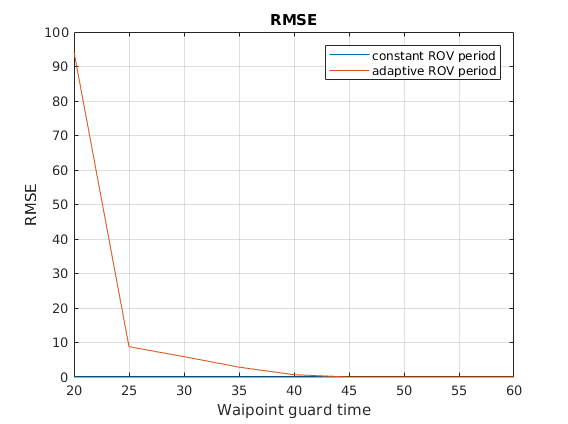 RMSE
100
90
80
70
60
50
40
30
20
10
0
RMSE
constant ROV period
adaptive ROV period
20 25 30 35 40 45 50 55 60
Waipoint guard time